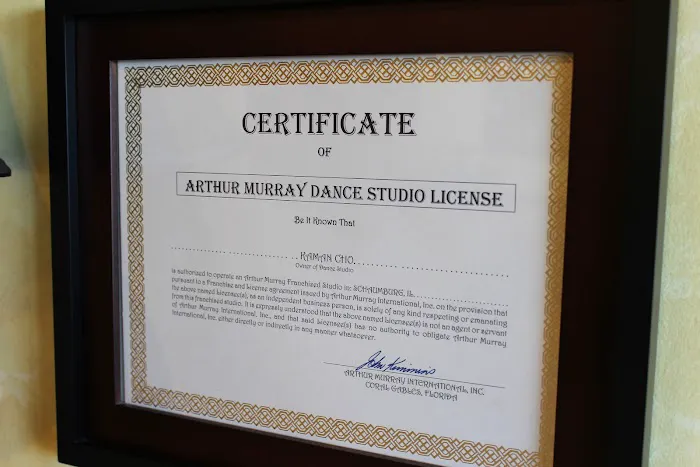 CERTIFICATE
OF
ARTHUR MURRAY DANCE STUDIO LICENSE
Be It Known That
KAMAN CHO
Owner of Dance Studio
is authorized to operate an Arthur Murray Franchised Studio in: SCHAUMBURG, IL
pursuant to a Franchise and License agreement issued by Arthur Murray International, Inc. on the provision that
the above named Licensee(s), as an independent business person, is solely of any kind respecting or emanating
from this franchised studio. It is expressly understood that the above named Licensee(s) is not an agent or servant
of Arthur Murray International, Inc., and that said Licensee(s) has no authority to obligate Arthur Murray
International, Inc. either directly or indirectly in any manner whatsoever.
John Kimmins
ARTHUR MURRAY INTERNATIONAL, INC.
CORAL GABLES, FLORIDA